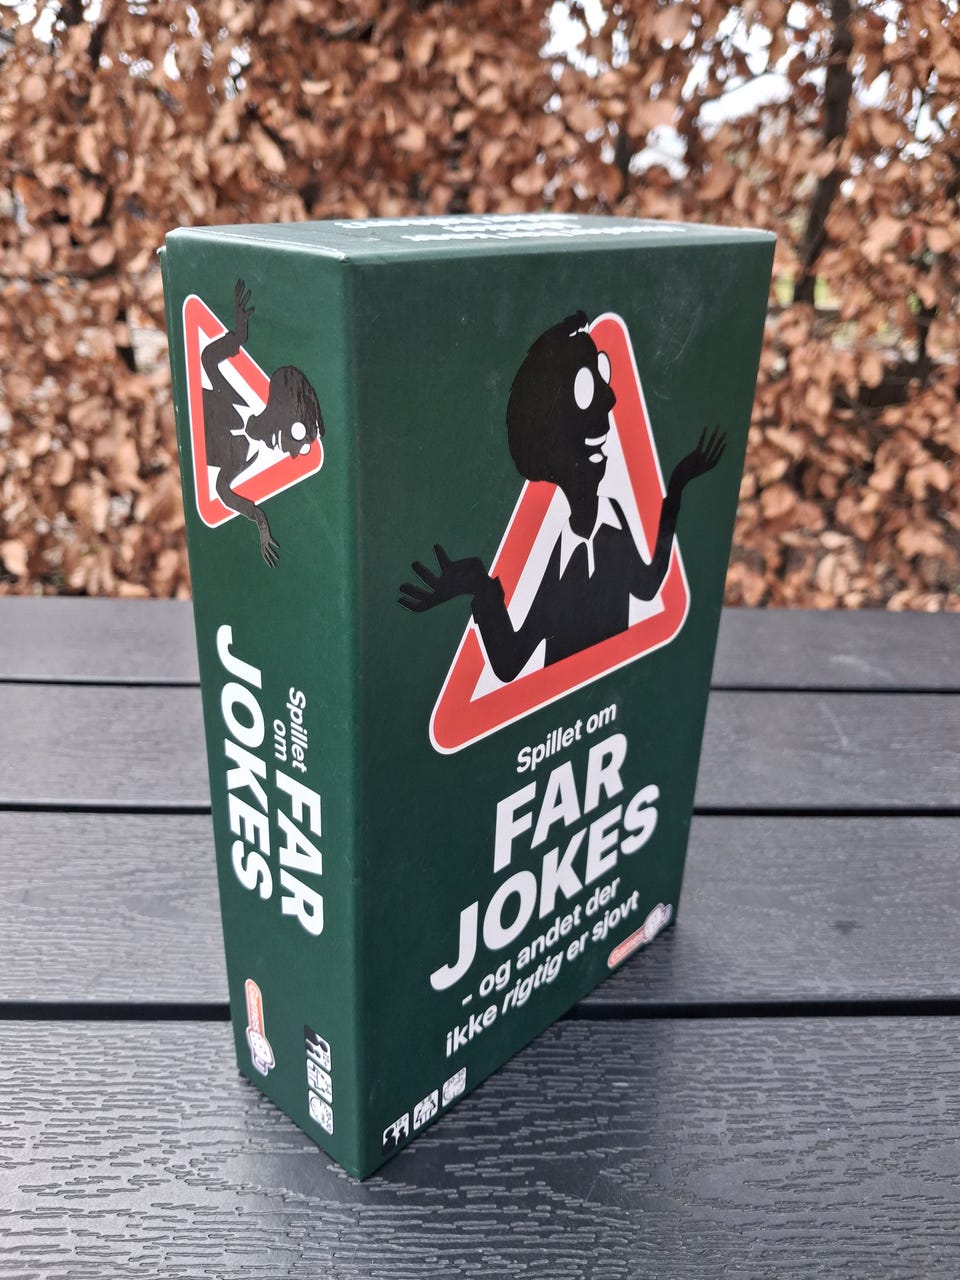 Spillet om
FAR
JOKES
- og andet der
ikke rigtig er sjovt
Spillet
om
FAR
JOKES